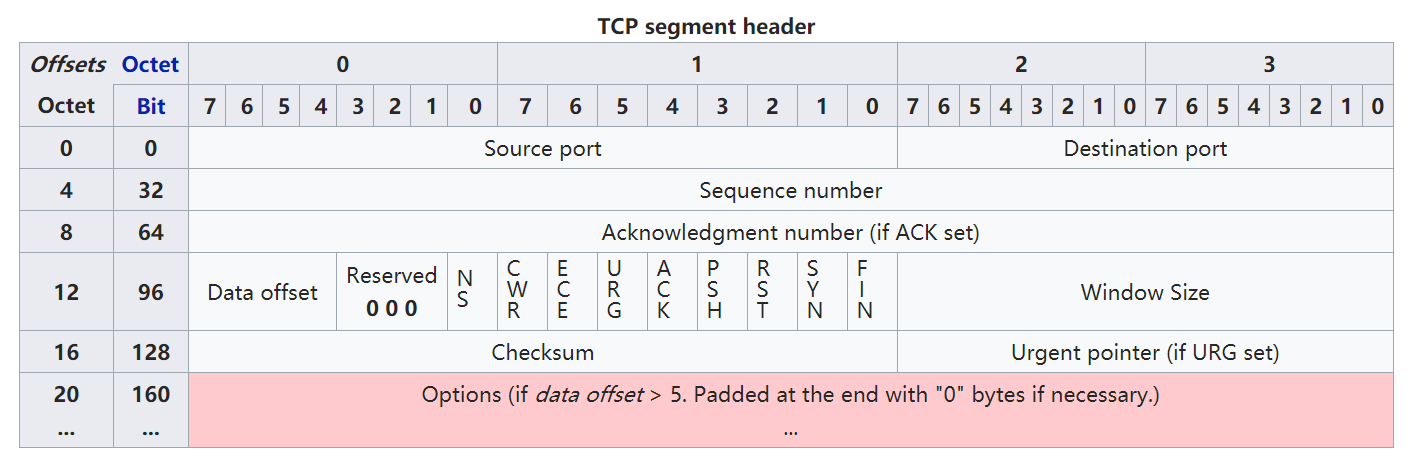 TCP segment header
Offsets Octet 0 1 2 3
Octet Bit 7 6 5 4 3 2 1 0 7 6 5 4 3 2 1 0 7 6 5 4 3 2 1 0 7 6 5 4 3 2 1 0
0 0 Source port Destination port
4 32 Sequence number
8 64 Acknowledgment number (if ACK set)
12 96 Data offset Reserved 0 0 0 NS CWR ECE URG ACK PSH RST SYN FIN Window Size
16 128 Checksum Urgent pointer (if URG set)
20 160 Options (if data offset > 5. Padded at the end with "0" bytes if necessary.)
... ... ...